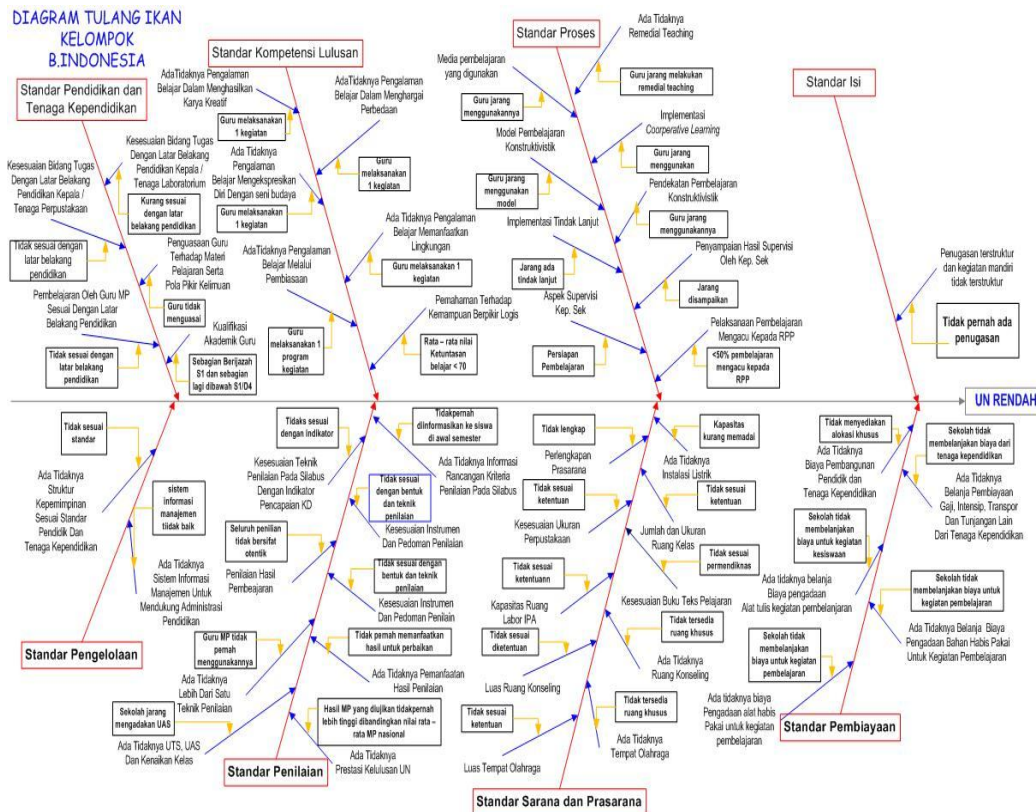 DIAGRAM TULANG IKAN
KELOMPOK
B.INDONESIA
Standar Pendidikan dan
Tenaga Kependidikan
Kesesuaian Bidang Tugas
Dengan Latar Belakang
Pendidikan Kepala /
Tenaga Laboratorium
Kesesuaian Bidang Tugas
Dengan Latar Belakang
Pendidikan Kepala /
Tenaga Perpustakaan
Kurang sesuai
dengan latar
belakang pendidikan
Tidak sesuai dengan
latar belakang
pendidikan
Penguasaan Guru
Terhadap Materi
Pelajaran Serta
Pola Pikir Kelimuan
Guru tidak
menguasai
Pembelajaran Oleh Guru MP
Sesuai Dengan Latar
Belakang Pendidikan
Tidak sesuai dengan
latar belakang
pendidikan
Kualifikasi
Akademik Guru
Sebagian Berijazah
S1 dan sebagian
lagi dibawah S1/D4
Standar Kompetensi Lulusan
AdaTidaknya Pengalaman
Belajar Dalam Menghasilkan
Karya Kreatif
Guru melaksanakan
1 kegiatan
AdaTidaknya Pengalaman
Belajar Dalam Menghargai
Perbedaan
Guru
melaksanakan
1 kegiatan
Ada Tidaknya
Pengalaman
Belajar Mengekspresikan
Diri Dengan seni budaya
Guru melaksanakan
1 kegiatan
Ada Tidaknya Pengalaman
Belajar Memanfaatkan
Lingkungan
Guru melaksanakan 1
kegiatan
AdaTidaknya Pengalaman
Belajar Melalui
Pembiasaan
Guru
melaksanakan 1
program
kegiatan
Pemahaman Terhadap
Kemampuan Berpikir Logis
Rata – rata nilai
Ketuntasan
belajar < 70
Standar Proses
Ada Tidaknya
Remedial Teaching
Guru jarang melakukan
remedial teaching
Media pembelajaran
yang digunakan
Guru jarang
menggunakannya
Implementasi
Coorperative Learning
Guru jarang
menggunakan
Model Pembelajaran
Konstruktivistik
Guru jarang
menggunakan
model
Pendekatan Pembelajaran
Konstruktivistik
Guru jarang
menggunakannya
Implementasi Tindak Lanjut
Jarang ada
tindak lanjut
Penyampaian Hasil Supervisi
Oleh Kep. Sek
Jarang
disampaikan
Aspek Supervisi
Kep. Sek
Persiapan
Pembelajaran
Pelaksanaan Pembelajaran
Mengacu Kepada RPP
<50% pembelajaran
mengacu kepada
RPP
Standar Isi
Penugasan terstruktur
dan kegiatan mandiri
tidak terstruktur
Tidak pernah ada
penugasan
UN RENDAH
Tidak sesuai
standar
Ada Tidaknya
Struktur
Kepemimpinan
Sesuai Standar
Pendidik Dan
Tenaga Kependidikan
sistem
informasi
manajemen
tiidak baik
Ada Tidaknya
Sistem Informasi
Manajemen Untuk
Mendukung Administrasi
Pendidikan
Standar Pengelolaan
Tidaks sesuai
dengan indikator
Kesesuaian Teknik
Penilaian Pada Silabus
Dengan Indikator
Pencapaian KD
Tidakpernah
diinformasikan ke siswa
di awal semester
Ada Tidaknya Informasi
Rancangan Kriteria
Penilaian Pada Silabus
Tidak sesuai
dengan bentuk dan
teknik penilaian
Kesesuaian Instrumen
Dan Pedoman Penilaian
Seluruh penilian
tidak bersifat
otentik
Penilaian Hasil
Pembeajaran
Tidak sesuai dengan
bentuk dan teknik
penilaian
Kesesuaian Instrumen
Dan Pedoman Penilain
Guru MP tidak
pernah
menggunakannya
Ada Tidaknya
Lebih Dari Satu
Teknik Penilaian
Tidak pernah memanfaatkan
hasil untuk perbaikan
Ada Tidaknya Pemanfaatan
Hasil Penilaian
Sekolah jarang
mengadakan UAS
Ada Tidaknya UTS, UAS
Dan Kenaikan Kelas
Hasil MP yang diujikan tidakpernah
lebih tinggi dibandingkan nilai rata –
rata MP nasional
Ada Tidaknya
Prestasi Kelulusan UN
Standar Penilaian
Tidak lengkap
Perlengkapan
Prasarana
Kapasitas
kurang memadai
Ada Tidaknya
Instalasi Listrik
Tidak sesuai
ketentuan
Kesesuaian Ukuran
Perpustakaan
Tidak sesuai
ketentuan
Jumlah dan Ukuran
Ruang Kelas
Tidak sesuai
ketentuann
Kapasitas Ruang
Labor IPA
Tidak sesuai
permendiknas
Kesesuaian Buku Teks Pelajaran
Tidak sesuai
dketentuan
Luas Ruang Konseling
Tidak tersedia
ruang khusus
Ada Tidaknya
Ruang Konseling
Tidak sesuai
ketentuan
Luas Tempat Olahraga
Tidak tersedia
ruang khusus
Ada Tidaknya
Tempat Olahraga
Standar Sarana dan Prasarana
Tidak menyediakan
alokasi khusus
Ada Tidaknya
Biaya Pembangunan
Pendidik dan
Tenaga Kependidikan
Sekolah tidak
membelanjakan biaya dari
tenaga kependidikan
Ada Tidaknya
Belanja Pembiayaan
Gaji, Intensip, Transpor
Dan Tunjangan Lain
Dari Tenaga Kependidikan
Sekolah tidak
membelanjakan
biaya untuk kegiatan
kesiswaan
Ada tidaknya belanja
Biaya pengadaan
Alat tulis kegiatan pembelanjaran
Sekolah tidak
membelanjakan biaya untuk
kegiatan pembelajaran
Ada Tidaknya Belanja Biaya
Pengadaan Bahan Habis Pakai
Untuk Kegiatan Pembelajaran
Sekolah tidak
membelanjakan
biaya untuk kegiatan
pembelajaran
Ada tidaknya biaya
Pengadaan alat habis
Pakai untuk kegiatan
pembelajaran
Standar Pembiayaan